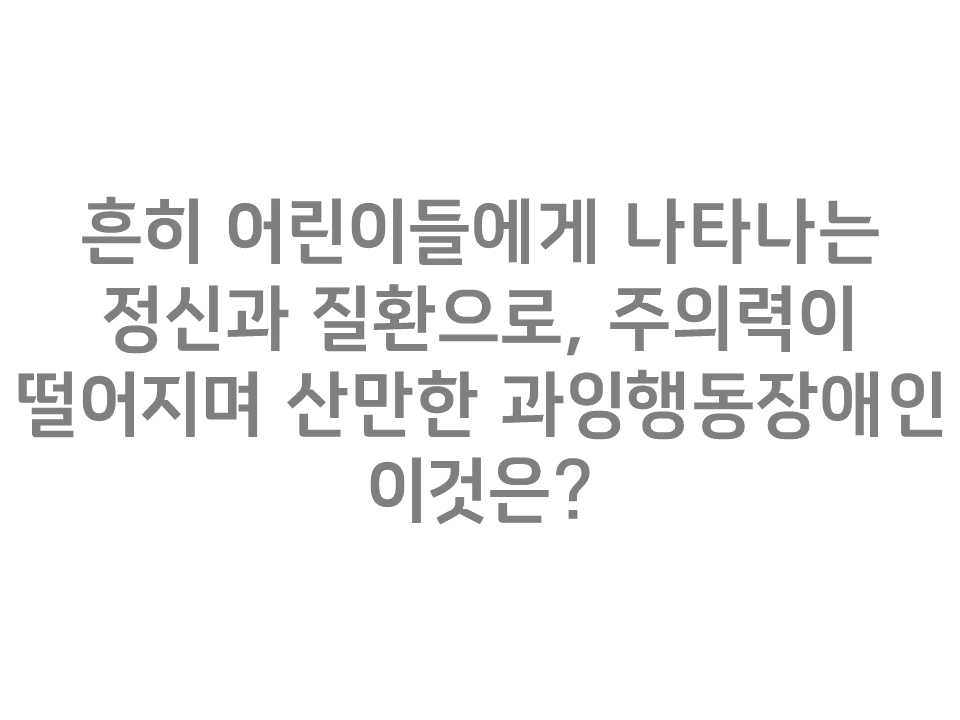 흔히 어린이들에게 나타나는
정신과 질환으로, 주의력이
떨어지며 산만한 과잉행동장애인
이것은?